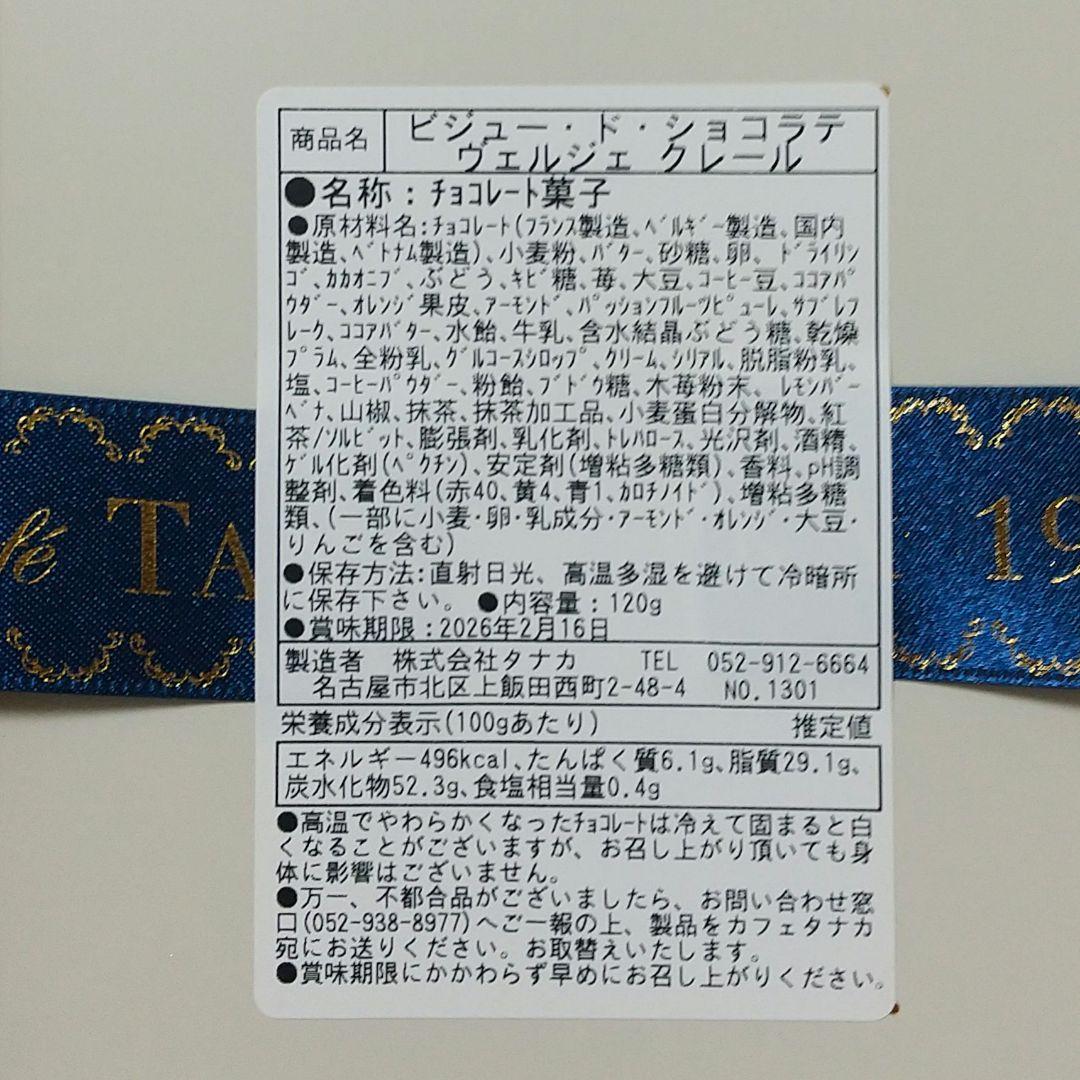 商品名
ビジュー・ド・ショコラテ
ヴェルジェ クレール
●名称：ﾁｮｺﾚｰﾄ菓子
●原材料名:ﾁｮｺﾚｰﾄ(ﾌﾗﾝｽ製造、ﾍﾞﾙｷﾞｰ製造、国内
製造、ﾍﾞﾄﾅﾑ製造)、小麦粉、ﾊﾞﾀｰ、砂糖、卵、ﾄﾞﾗｲﾘﾝ
ｺﾞ、ｶｶｵﾆﾌﾞ、ぶどう、ｷﾋﾞ糖、苺、大豆、ｺｰﾋｰ豆、ｺｺｱﾊﾟ
ｳﾀﾞｰ、ｵﾚﾝｼﾞ果皮、ｱｰﾓﾝﾄﾞ、ﾊﾟｯｼｮﾝﾌﾙｰﾂﾋﾟｭｰﾚ、ｻﾌﾞﾚﾌ
ﾚｰｸ、ｺｺｱﾊﾞﾀｰ、水飴、牛乳、含水結晶ぶどう糖、乾燥
ﾌﾟﾗﾑ、全粉乳、ｸﾞﾙｺｰｽｼﾛｯﾌﾟ、ｸﾘｰﾑ、ｼﾘｱﾙ、脱脂粉乳、
塩、ｺｰﾋｰﾊﾟｳﾀﾞｰ、粉飴、ﾌﾞﾄﾞｳ糖、木苺粉末、ﾚﾓﾝﾊﾞｰ
ﾍﾞﾅ、山椒、抹茶、抹茶加工品、小麦蛋白分解物、紅
茶/ｿﾙﾋﾞｯﾄ、膨張剤、乳化剤、ﾄﾚﾊﾛｰｽ、光沢剤、酒精、
ｹﾞﾙ化剤(ﾍﾟｸﾁﾝ)、安定剤(増粘多糖類)、香料、pH調
整剤、着色料(赤40、黄4、青1、ｶﾛﾁﾉｲﾄﾞ)、増粘多糖
類、(一部に小麦･卵･乳成分･ｱｰﾓﾝﾄﾞ･ｵﾚﾝｼﾞ･大豆･
りんごを含む)
●保存方法:直射日光、高温多湿を避けて冷暗所
に保存下さい。 ●内容量：120g
●賞味期限：2026年2月16日
製造者 株式会社タナカ TEL 052-912-6664
名古屋市北区上飯田西町2-48-4 NO.1301
栄養成分表示(100gあたり) 推定値
エネルギー496kcal、たんぱく質6.1g、脂質29.1g、
炭水化物52.3g、食塩相当量0.4g
●高温でやわらかくなったﾁｮｺﾚｰﾄは冷えて固まると白
くなることがございますが、お召し上がり頂いても身
体に影響はございません。
●万一、不都合品がございましたら、お問い合わせ窓
口(052-938-8977)へご一報の上、製品をカフェタナカ
宛にお送りください。お取替えいたします。
●賞味期限にかかわらず早めにお召し上がりください。
fé TA
19